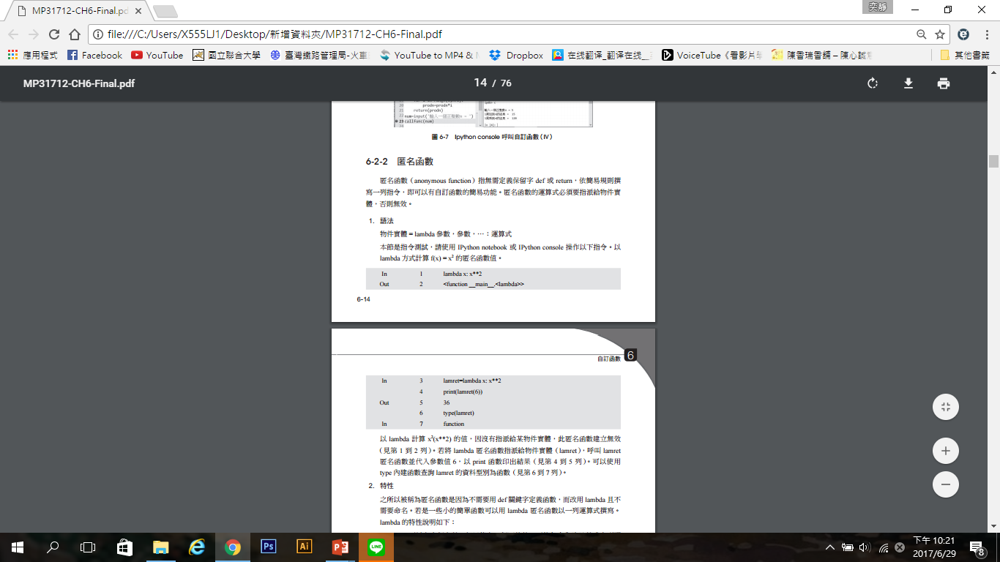 MP31712-CH6-Final.pd
奕靜
file:///C:/Users/X555LJ1/Desktop/新增資料夾/MP31712-CH6-Final.pdf
應用程式 Facebook YouTube 國立聯合大學 臺灣鐵路管理局-火車 YouTube to MP4 & Dropbox 在线翻译_翻译在线__ VoiceTube《看影片 陳香瑞香舖 – 陳心誠 其他書籤
MP31712-CH6-Final.pdf 14 / 76
20 prodn=prodn*i
21 return(prodn)
22 num=input('輸入一個正整數n = ')
23 callfunc(num)
圖 6-7 Ipython console 呼叫自訂函數（IV）
6-2-2 匿名函數
匿名函數（anonymous function）指無需定義保留字 def 或 return，依簡易規則撰
寫一列指令，即可以有自訂函數的簡易功能。匿名函數的運算式必須要指派給物件實
體，否則無效。
1. 語法
物件實體 = lambda 參數，參數，…：運算式
本節是指令測試，請使用 IPython notebook 或 IPython console 操作以下指令。以
lambda 方式計算 f(x) = x² 的匿名函數值。
In 1 lambda x: x**2
Out 2 <function __main__.<lambda>>
6-14
自訂函數 6
In 3 lamret=lambda x: x**2
4 print(lamret(6))
Out 5 36
6 type(lamret)
In 7 function
以 lambda 計算 x²(x**2) 的值，因沒有指派給某物件實體，此匿名函數建立無效
（見第 1 到 2 列）。若將 lambda 匿名函數指派給物件實體（lamret），呼叫 lamret
匿名函數並代入參數值 6，以 print 函數印出結果（見第 4 到 5 列）。可以使用
type 內建函數查詢 lamret 的資料型別為函數（見第 6 到 7 列）。
2. 特性
之所以被稱為匿名函數是因為不需要用 def 關鍵字定義函數，而改用 lambda 且不
需要命名。若是一些小的簡單函數可以用 lambda 匿名函數以一列運算式撰寫。
lambda 的特性說明如下：
Ps Ai LINE
下午 10:21
2017/6/29
8